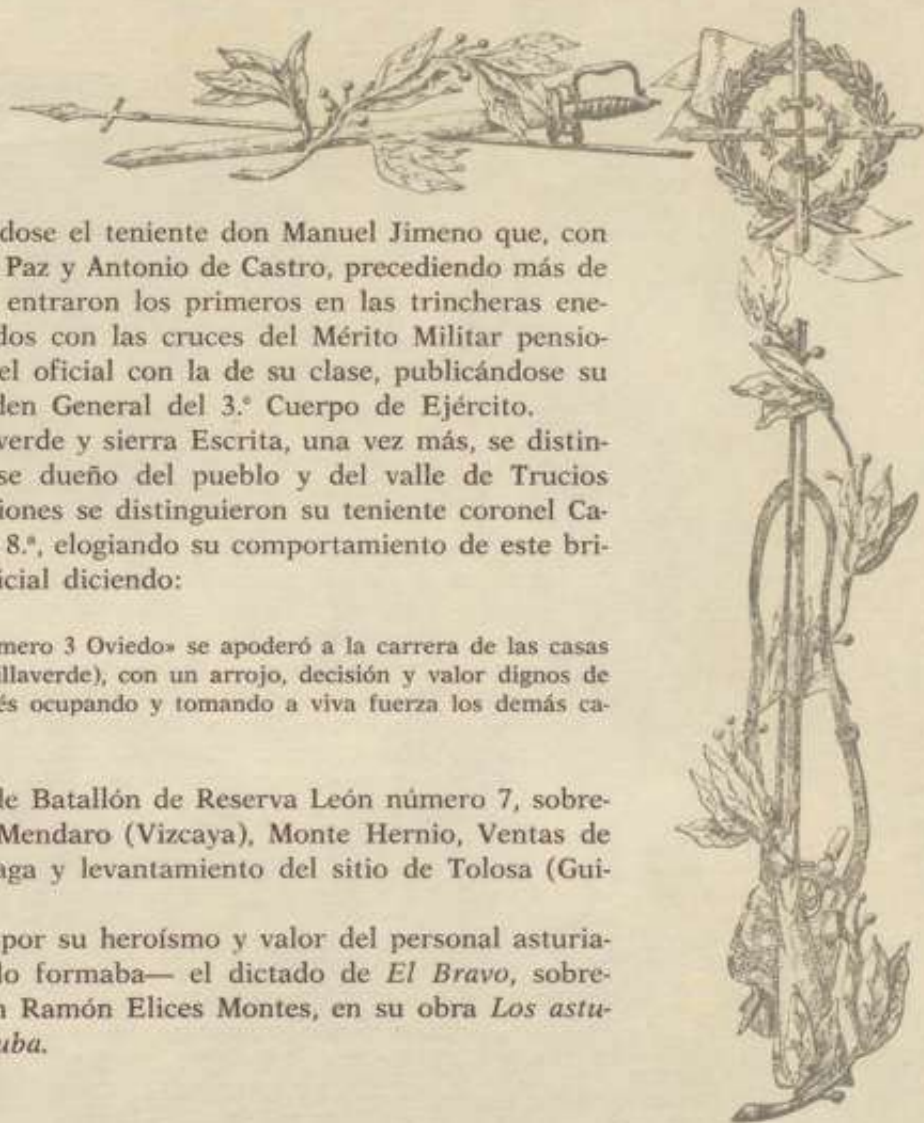 dose el teniente don Manuel Jimeno que, con
Paz y Antonio de Castro, precediendo más de
entraron los primeros en las trincheras ene-
dos con las cruces del Mérito Militar pensio-
el oficial con la de su clase, publicándose su
den General del 3.º Cuerpo de Ejército.
verde y sierra Escrita, una vez más, se distin-
se dueño del pueblo y del valle de Trucios
iones se distinguieron su teniente coronel Ca-
8.ª, elogiando su comportamiento de este bri-
icial diciendo:
mero 3 Oviedo» se apoderó a la carrera de las casas
illaverde), con un arrojo, decisión y valor dignos de
és ocupando y tomando a viva fuerza los demás ca-
de Batallón de Reserva León número 7, sobre-
Mendaro (Vizcaya), Monte Hernio, Ventas de
aga y levantamiento del sitio de Tolosa (Gui-
por su heroísmo y valor del personal asturia-
lo formaba— el dictado de El Bravo, sobre-
n Ramón Elices Montes, en su obra Los astu-
uba.